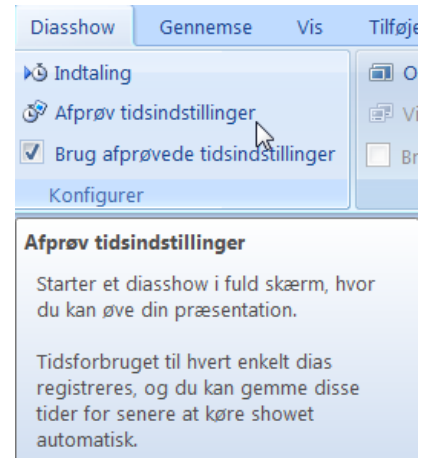 Diasshow Gennemse Vis Tilføje
Indtaling
Afprøv tidsindstillinger
Brug afprøvede tidsindstillinger
Konfigurer
O
Vi
Br
Afprøv tidsindstillinger
Starter et diasshow i fuld skærm, hvor
du kan øve din præsentation.
Tidsforbruget til hvert enkelt dias
registreres, og du kan gemme disse
tider for senere at køre showet
automatisk.